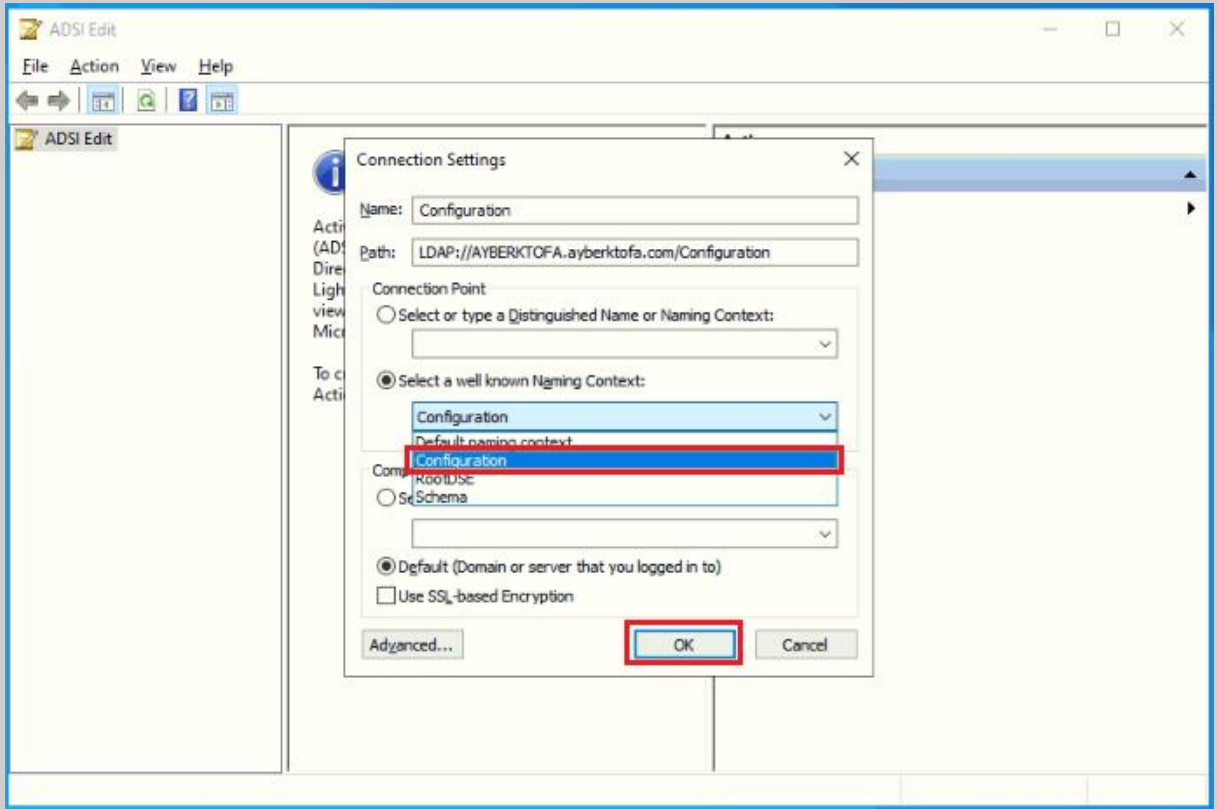 ADSI Edit
File Action View Help
ADSI Edit
Connection Settings
Name: Configuration
Path: LDAP://AYBERKTOFA.ayberktofa.com/Configuration
Connection Point
Select or type a Distinguished Name or Naming Context:
Select a well known Naming Context:
Configuration
Default naming context
Configuration
RootDSE
Schema
Default (Domain or server that you logged in to)
Use SSL-based Encryption
Advanced...
OK
Cancel
To